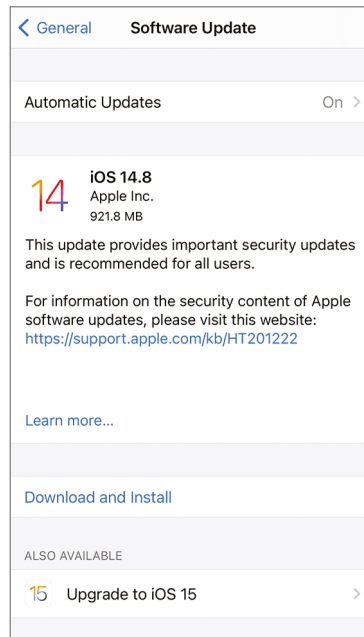 General
Software Update
Automatic Updates On
14
iOS 14.8
Apple Inc.
921.8 MB
This update provides important security updates
and is recommended for all users.
For information on the security content of Apple
software updates, please visit this website:
https://support.apple.com/kb/HT201222
Learn more...
Download and Install
ALSO AVAILABLE
15 Upgrade to iOS 15